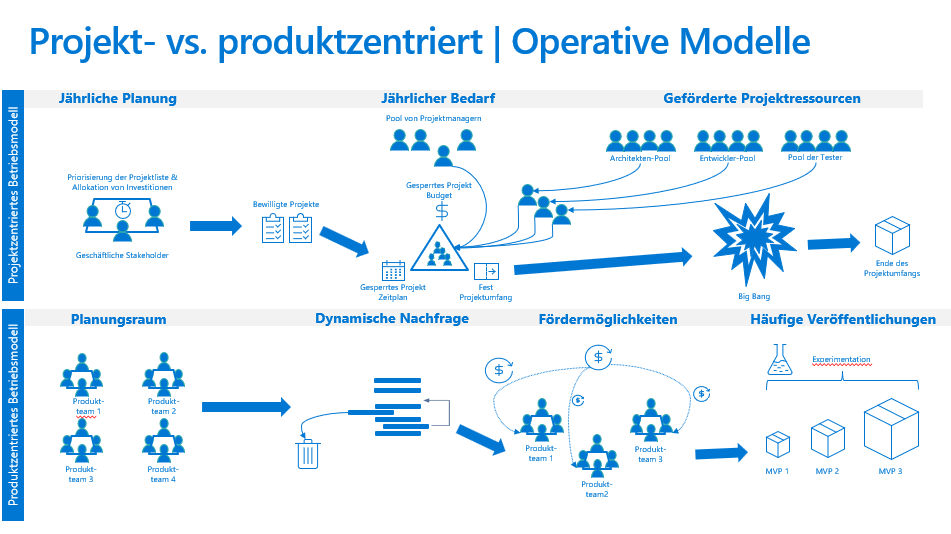 Projekt- vs. produktzentriert | Operative Modelle
Projektzentriertes Betriebsmodell
Jährliche Planung
Jährlicher Bedarf
Geförderte Projektressourcen
Pool von Projektmanagern
Architekten-Pool
Entwickler-Pool
Pool der Tester
Priorisierung der Projektliste &
Allokation von Investitionen
Geschäftliche Stakeholder
Bewilligte Projekte
Gesperrtes Projekt
Budget
$
Gesperrtes Projekt
Zeitplan
Fest
Projektumfang
Big Bang
Ende des
Projektumfangs
Produktzentriertes Betriebsmodell
Planungsraum
Dynamische Nachfrage
Fördermöglichkeiten
Häufige Veröffentlichungen
Produkt-
team 1
Produkt-
team 2
Produkt-
team 3
Produkt-
team 4
$
$
$
$
Produkt-
team 1
Produkt-
team2
Produkt-
team 3
Experimentation
MVP 1
MVP 2
MVP 3